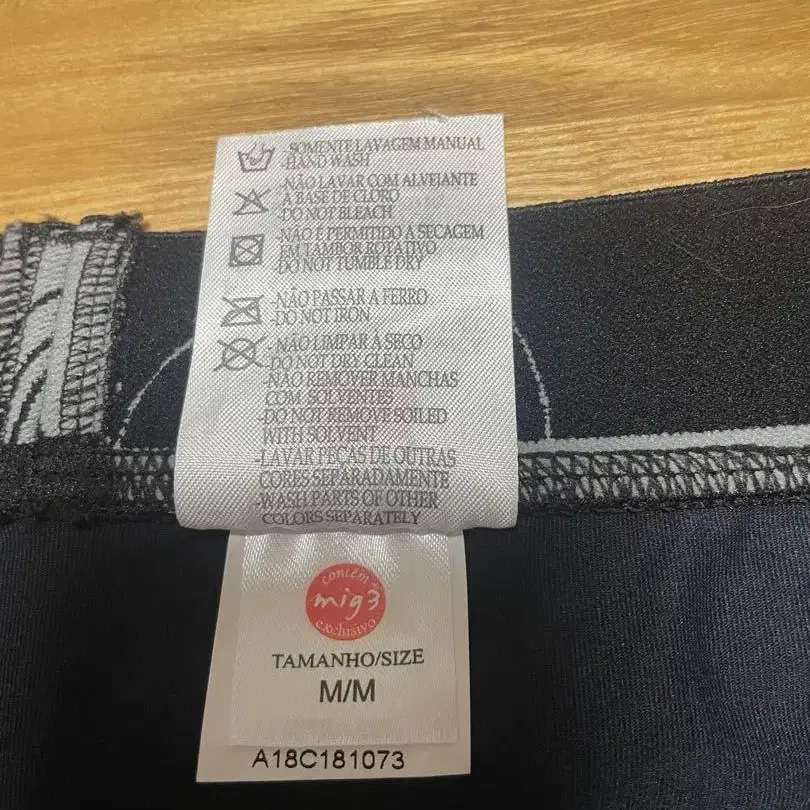 -SOMENTE LAVAGEM MANUAL
-HAND WASH
-NÃO LAVAR COM ALVEJANTE
A BASE DE CLORO
-DO NOT BLEACH
-NÃO É PERMITIDO A SECAGEM
EM TAMBOR ROTATIVO
-DO NOT TUMBLE DRY
-NÃO PASSAR A FERRO
-DO NOT IRON
-NÃO LIMPAR À SECO
-DO NOT DRY CLEAN
-NÃO REMOVER MANCHAS
COM SOLVENTES
-DO NOT REMOVE SOILED
WITH SOLVENT
-LAVAR PEÇAS DE OUTRAS
CORES SEPARADAMENTE
-WASH PARTS OF OTHER
COLORS SEPARATELY
contém
mig3
exclusivo
TAMANHO/SIZE
M/M
A18C181073